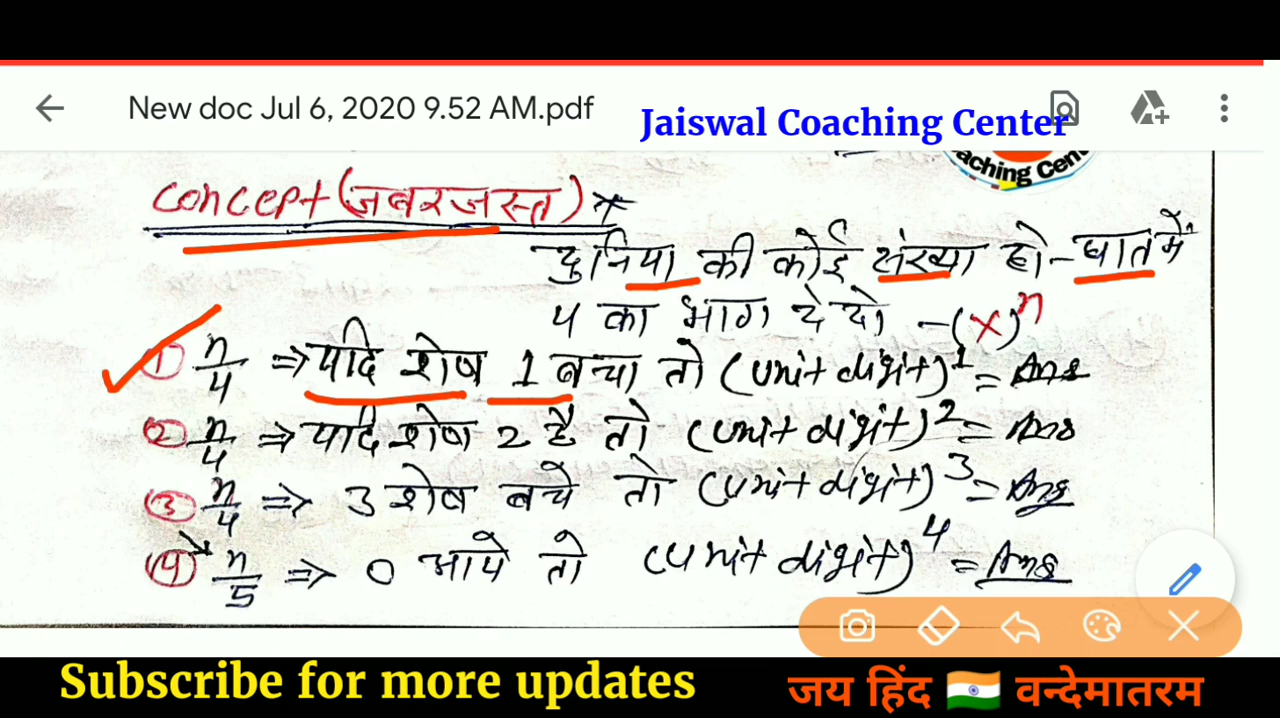 New doc Jul 6, 2020 9.52 AM.pdf
Jaiswal Coaching Center
aching Cent
Concept (जबरजस्त)
दुनिया की कोई संख्या हो - घात में
4 का भाग दे दो - (x)^n
① n/4 ⇒ यदि शेष 1 बचा तो (unit digit)^1 = Ans
② n/4 ⇒ यदि शेष 2 है तो (unit digit)^2 = Ans
③ n/4 ⇒ 3 शेष बचे तो (unit digit)^3 = Ans
④ n/5 ⇒ 0 आये तो (unit digit)^4 = Ans
Subscribe for more updates
जय हिंद 🇮🇳 वन्देमातरम